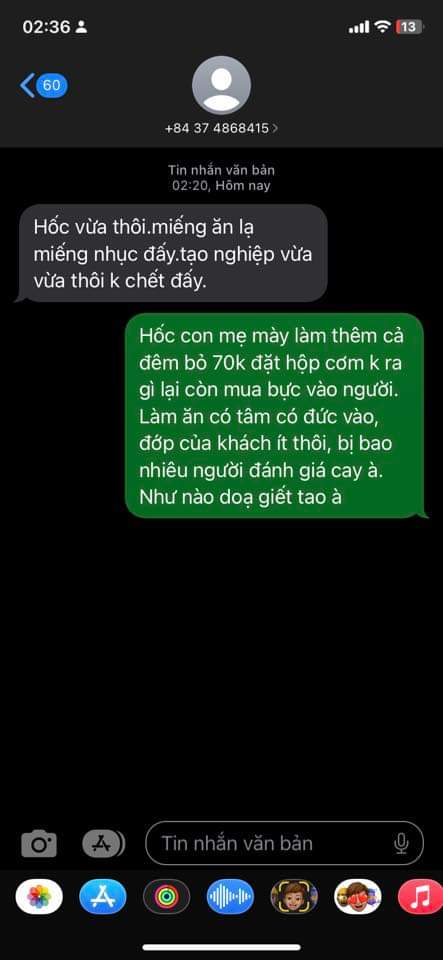 02:36
13
60
+84 37 4868415
Tin nhắn văn bản
02:20, Hôm nay
Hốc vừa thôi.miếng ăn lạ
miếng nhục đấy.tạo nghiệp vừa
vừa thôi k chết đấy.
Hốc con mẹ mày làm thêm cả
đêm bỏ 70k đặt hộp cơm k ra
gì lại còn mua bực vào người.
Làm ăn có tâm có đức vào,
đớp cùa khách ít thôi, bị bao
nhiêu người đánh giá cay à.
Như nào doạ giết tao à
Tin nhắn văn bản